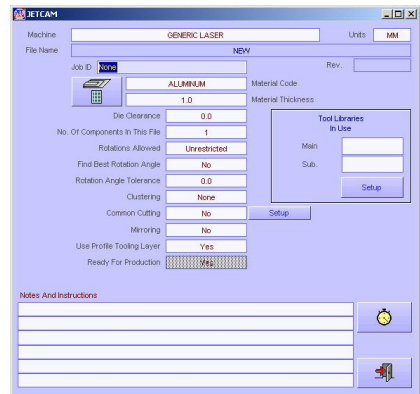 JETCAM
Machine GENERIC LASER Units MM
File Name NEW
Job ID None Rev.
ALUMINUM Material Code
1.0 Material Thickness
Die Clearance 0.0
No. Of Components In This File 1
Rotations Allowed Unrestricted
Find Best Rotation Angle No
Rotation Angle Tolerance 0.0
Clustering None
Common Cutting No Setup
Mirroring No
Use Profile Tooling Layer Yes
Ready For Production Yes
Tool Libraries
In Use
Main
Sub.
Setup
Notes And Instructions